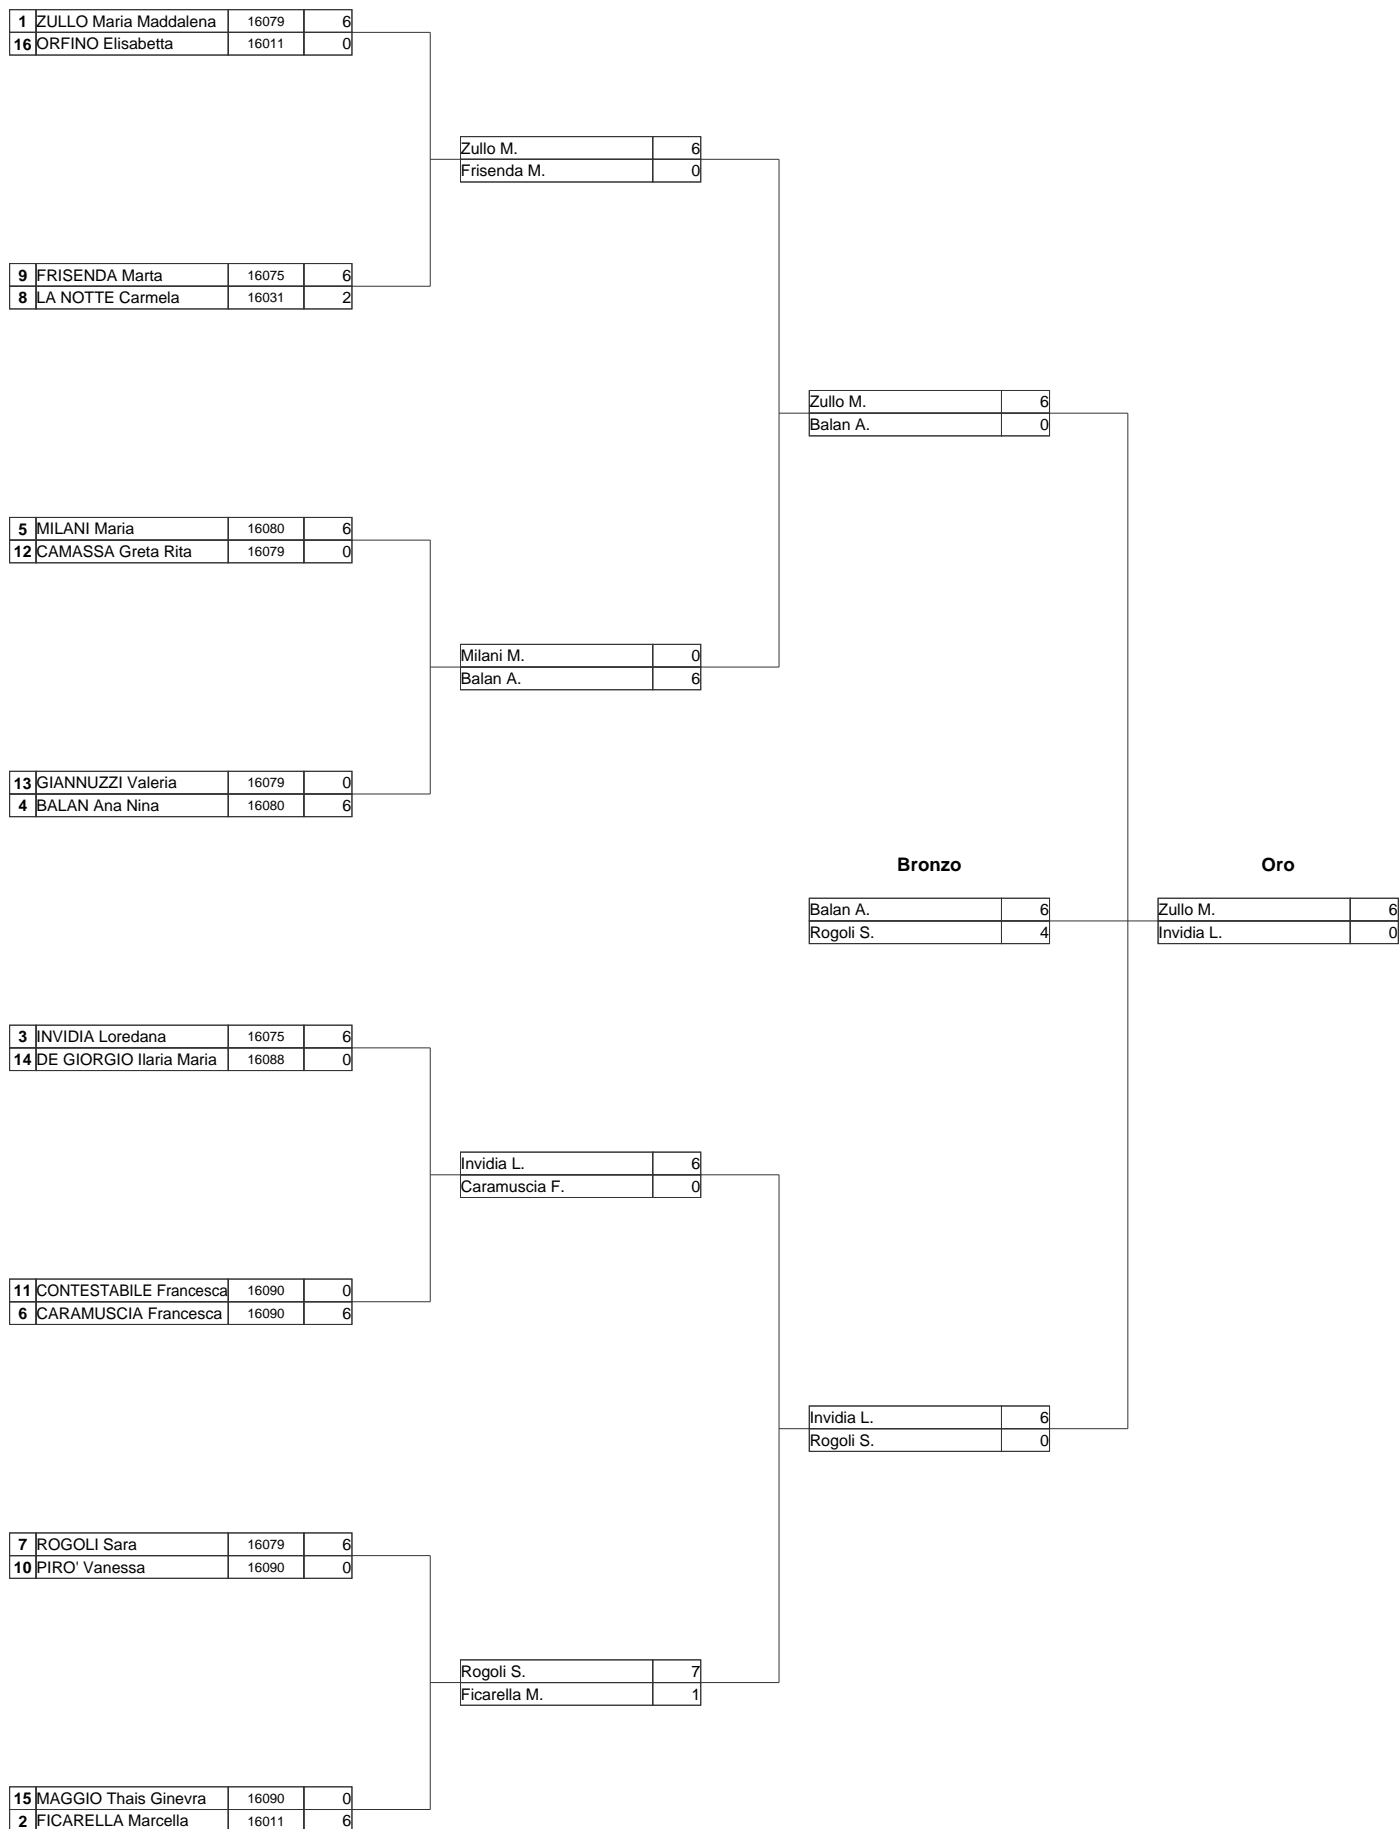 1 ZULLO Maria Maddalena 16079 6
16 ORFINO Elisabetta 16011 0
Zullo M. 6
Frisenda M. 0
9 FRISENDA Marta 16075 6
8 LA NOTTE Carmela 16031 2
Zullo M. 6
Balan A. 0
5 MILANI Maria 16080 6
12 CAMASSA Greta Rita 16079 0
Milani M. 0
Balan A. 6
13 GIANNUZZI Valeria 16079 0
4 BALAN Ana Nina 16080 6
Bronzo Oro
Balan A. 6 Zullo M. 6
Rogoli S. 4 Invidia L. 0
3 INVIDIA Loredana 16075 6
14 DE GIORGIO Ilaria Maria 16088 0
Invidia L. 6
Caramuscia F. 0
11 CONTESTABILE Francesca 16090 0
6 CARAMUSCIA Francesca 16090 6
Invidia L. 6
Rogoli S. 0
7 ROGOLI Sara 16079 6
10 PIRO' Vanessa 16090 0
Rogoli S. 7
Ficarella M. 1
15 MAGGIO Thais Ginevra 16090 0
2 FICARELLA Marcella 16011 6